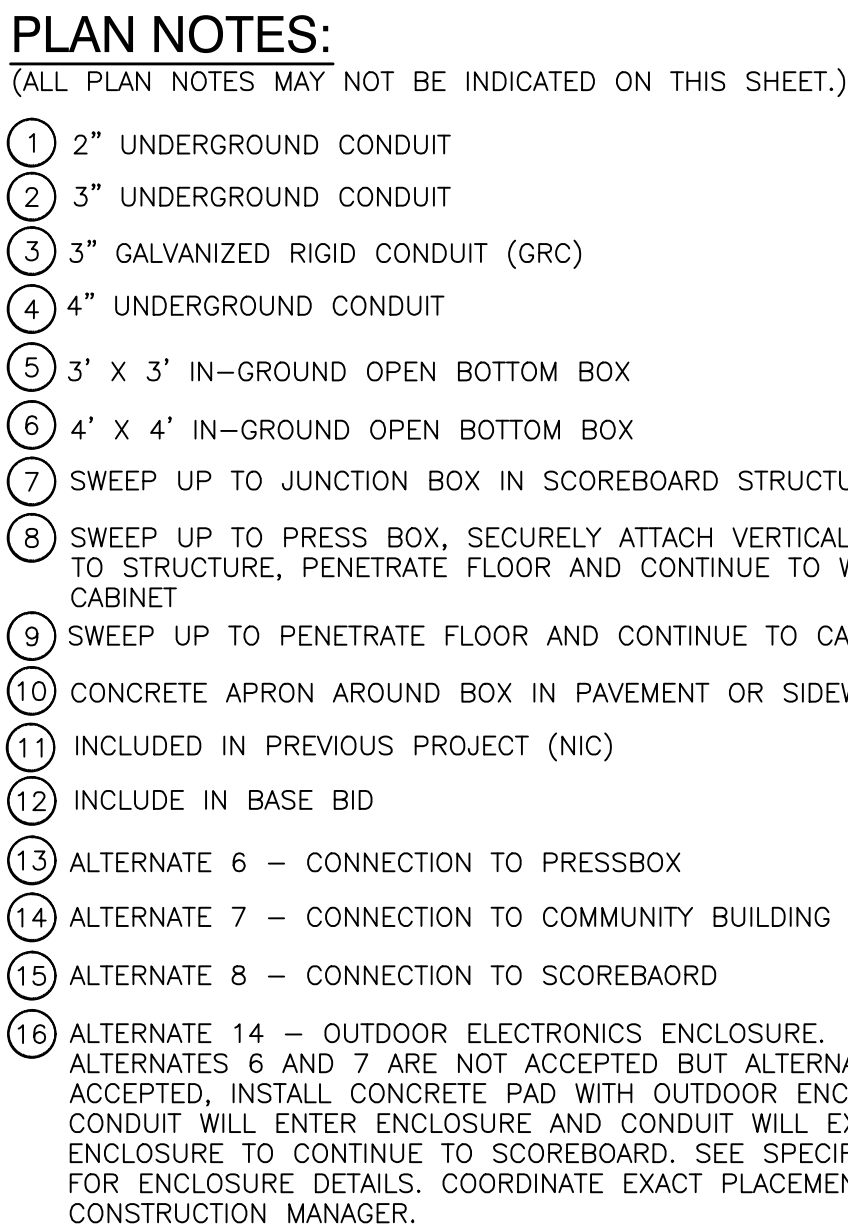 PLAN NOTES:
(ALL PLAN NOTES MAY NOT BE INDICATED ON THIS SHEET.)
1 2” UNDERGROUND CONDUIT
2 3” UNDERGROUND CONDUIT
3 3” GALVANIZED RIGID CONDUIT (GRC)
4 4” UNDERGROUND CONDUIT
5 3’ X 3’ IN–GROUND OPEN BOTTOM BOX
6 4’ X 4’ IN–GROUND OPEN BOTTOM BOX
7 SWEEP UP TO JUNCTION BOX IN SCOREBOARD
8 SWEEP UP TO PRESS BOX, SECURELY ATTACH VERTICAL
TO STRUCTURE, PENETRATE FLOOR AND CONTINUE TO
CABINET
9 SWEEP UP TO PENETRATE FLOOR AND CONTINUE TO
10 CONCRETE APRON AROUND BOX IN PAVEMENT OR
11 INCLUDED IN PREVIOUS PROJECT (NIC)
12 INCLUDE IN BASE BID
13 ALTERNATE 6 – CONNECTION TO PRESSBOX
14 ALTERNATE 7 – CONNECTION TO COMMUNITY BUILDING
15 ALTERNATE 8 – CONNECTION TO SCOREBAORD
16 ALTERNATE 14 – OUTDOOR ELECTRONICS ENCLOSURE.
ALTERNATES 6 AND 7 ARE NOT ACCEPTED BUT
ACCEPTED, INSTALL CONCRETE PAD WITH OUTDOOR
CONDUIT WILL ENTER ENCLOSURE AND CONDUIT WILL
ENCLOSURE TO CONTINUE TO SCOREBOARD. SEE
FOR ENCLOSURE DETAILS. COORDINATE EXACT
CONSTRUCTION MANAGER.